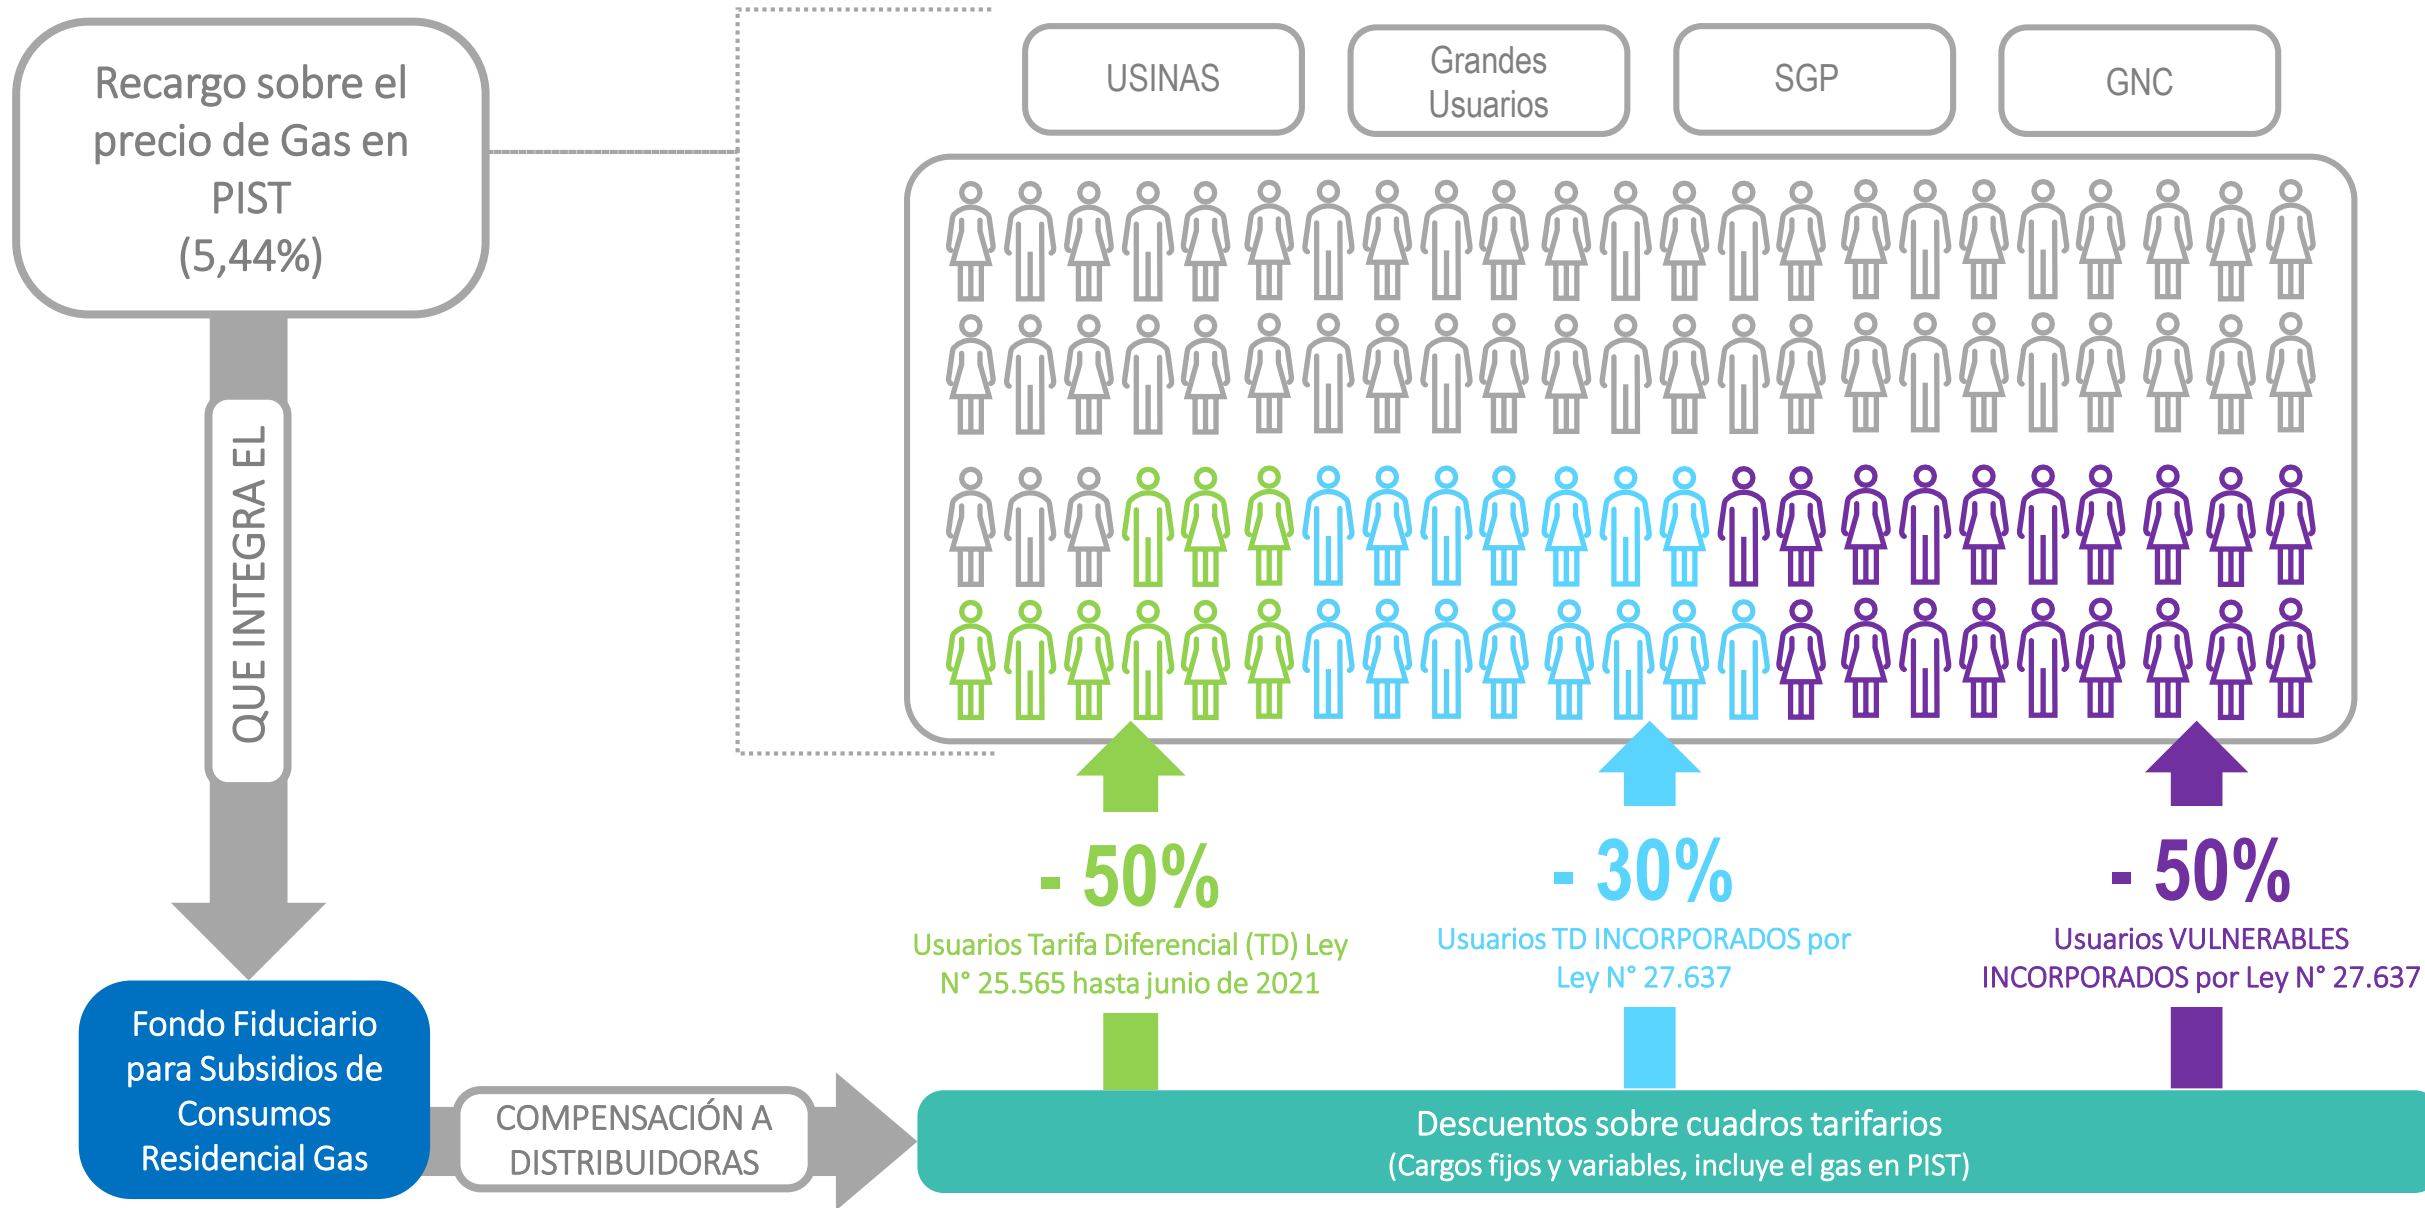 Recargo sobre el
precio de Gas en
PIST
(5,44%)
USINAS
Grandes
Usuarios
SGP
GNC
QUE INTEGRA EL
- 50%
Usuarios Tarifa Diferencial (TD) Ley
N° 25.565 hasta junio de 2021
- 30%
Usuarios TD INCORPORADOS por
Ley N° 27.637
- 50%
Usuarios VULNERABLES
INCORPORADOS por Ley N° 27.637
Fondo Fiduciario
para Subsidios de
Consumos
Residencial Gas
COMPENSACIÓN A
DISTRIBUIDORAS
Descuentos sobre cuadros tarifarios
(Cargos fijos y variables, incluye el gas en PIST)